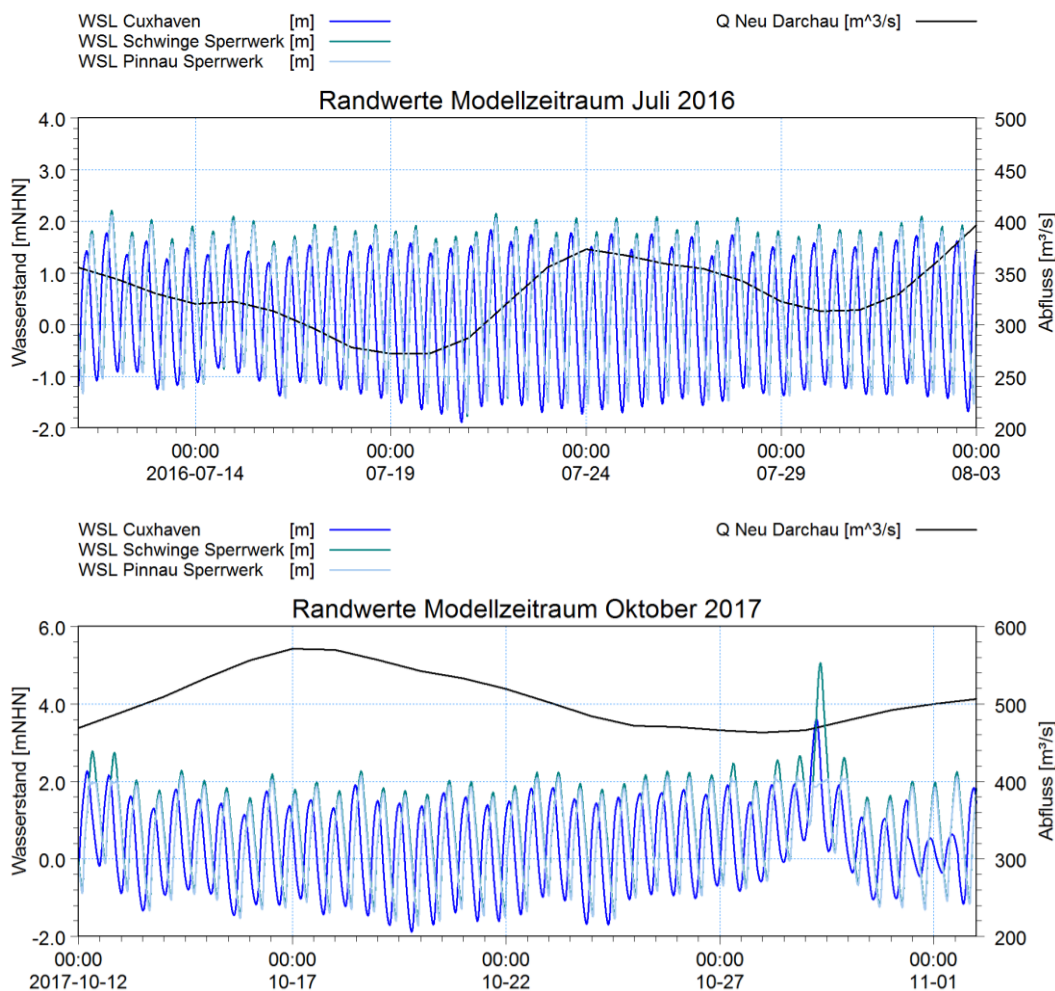 WSL Cuxhaven [m]
Q Neu Darchau [m^3/s]
WSL Schwinge Sperrwerk [m]
WSL Pinnau Sperrwerk [m]
Randwerte Modellzeitraum Juli 2016
4.0
3.0
2.0
1.0
0.0
-1.0
-2.0
Wasserstand [mNHN]
500
450
400
350
300
250
200
Abfluss [m³/s]
00:00 00:00 00:00 00:00 00:00
2016-07-14 07-19 07-24 07-29 08-03
WSL Cuxhaven [m]
Q Neu Darchau [m^3/s]
WSL Schwinge Sperrwerk [m]
WSL Pinnau Sperrwerk [m]
Randwerte Modellzeitraum Oktober 2017
6.0
4.0
2.0
0.0
-2.0
Wasserstand [mNHN]
600
500
400
300
200
Abfluss [m³/s]
00:00 00:00 00:00 00:00 00:00
2017-10-12 10-17 10-22 10-27 11-01